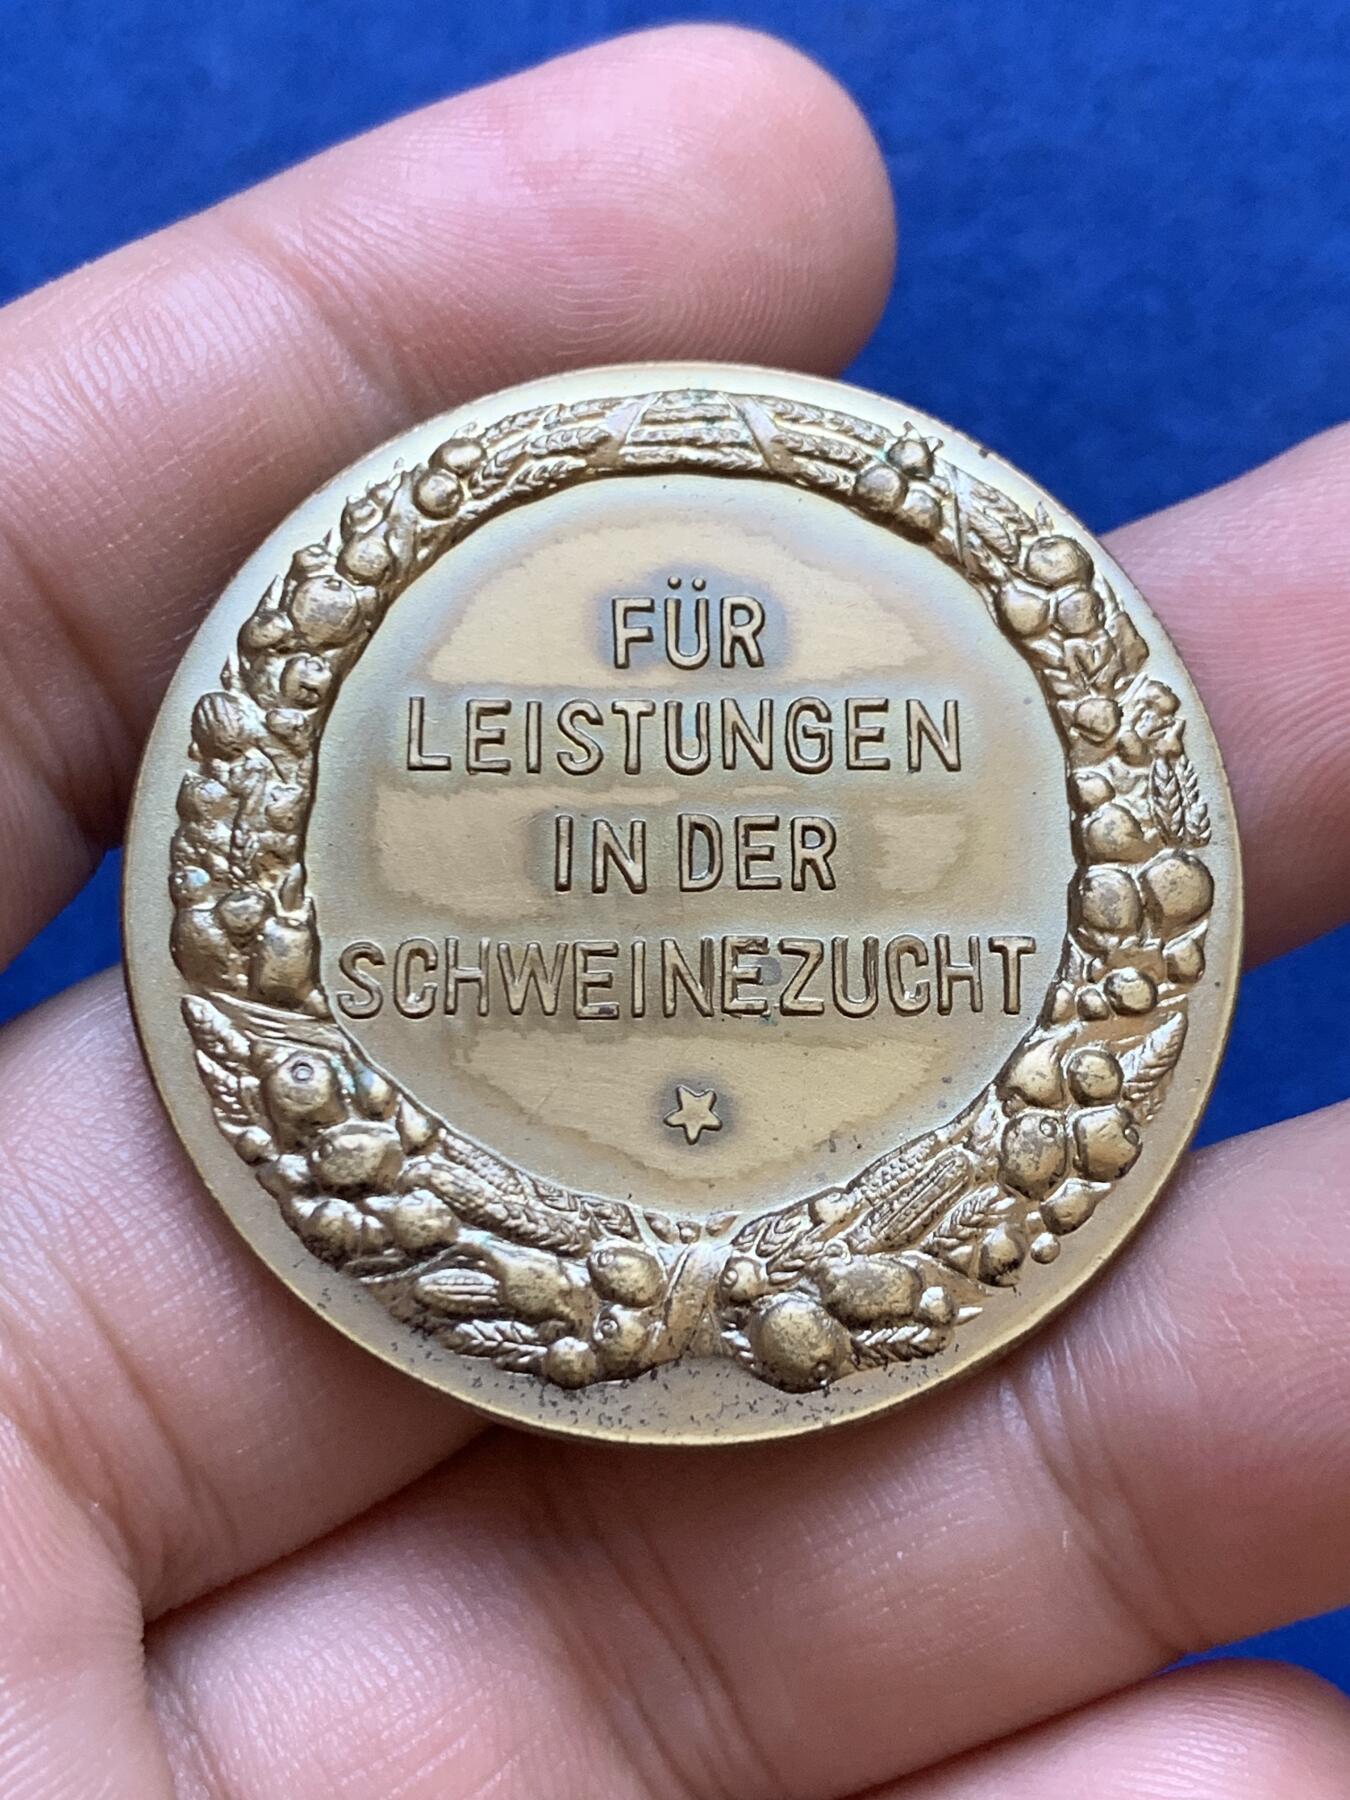 FÜR
LEISTUNGEN
IN DER
SCHWEINEZUCHT